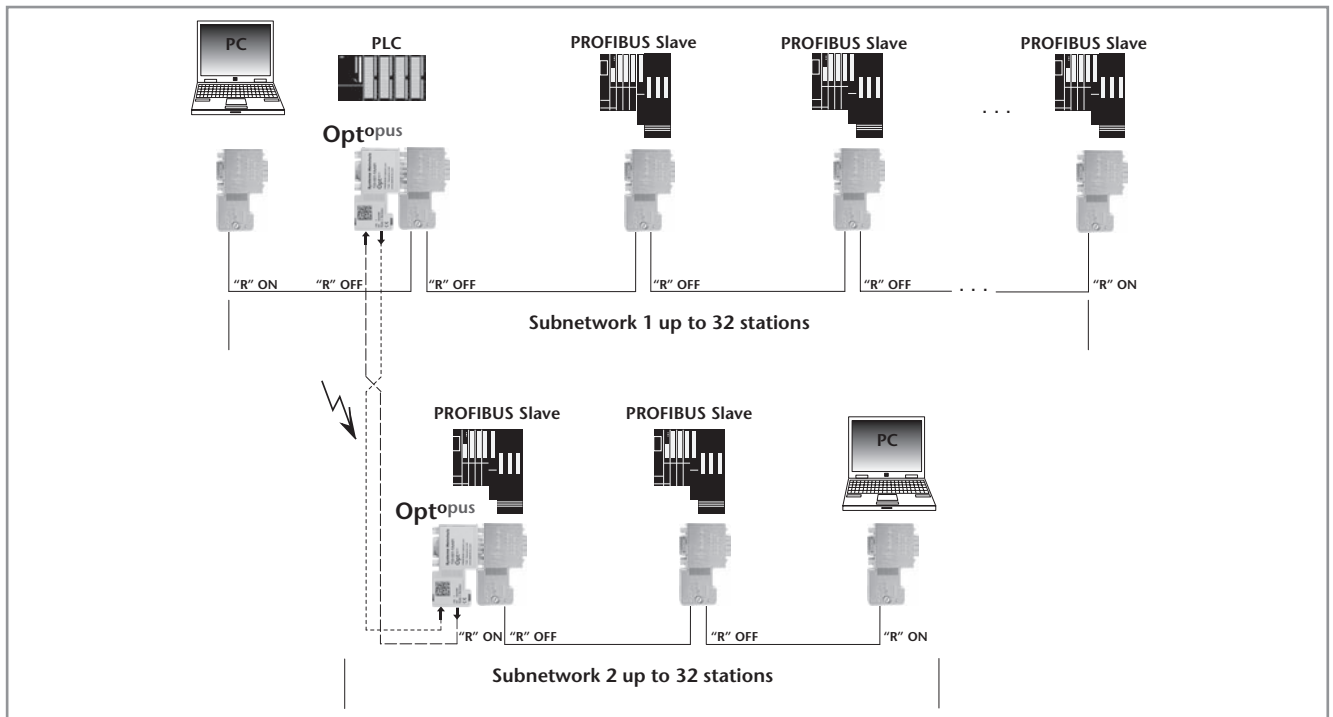 PC
PLC
PROFIBUS Slave
PROFIBUS Slave
PROFIBUS Slave
. . .
Optopus
"R" ON
"R" OFF
"R" OFF
"R" OFF
"R" OFF
. . .
"R" ON
Subnetwork 1 up to 32 stations
PROFIBUS Slave
PROFIBUS Slave
PC
Optopus
"R" ON
"R" OFF
"R" OFF
"R" ON
Subnetwork 2 up to 32 stations